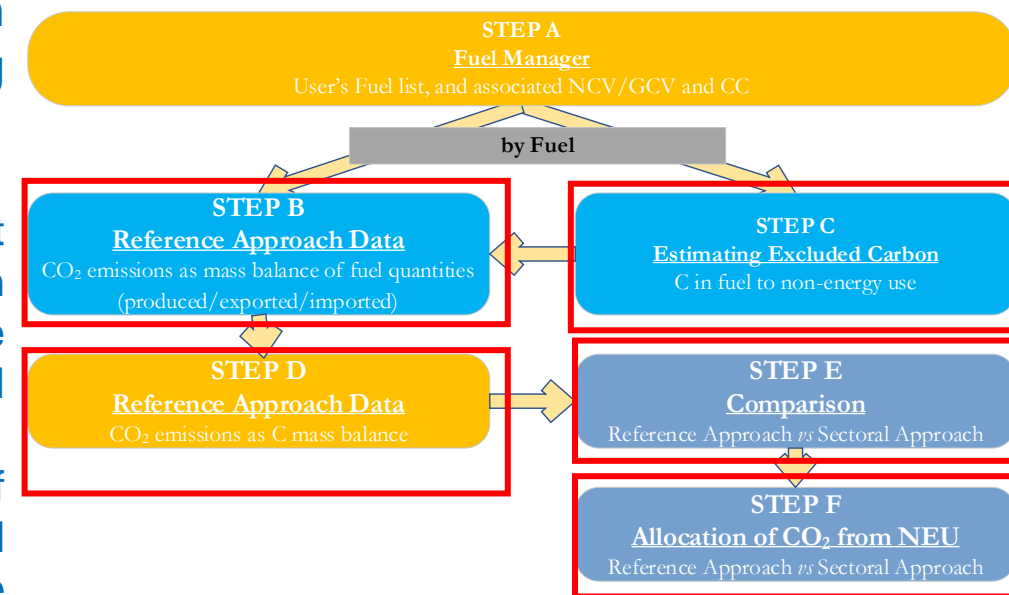 STEP A
Fuel Manager
User's Fuel list, and associated NCV/GCV and CC
by Fuel
STEP B
Reference Approach Data
CO₂ emissions as mass balance of fuel quantities
(produced/exported/imported)
STEP C
Estimating Excluded Carbon
C in fuel to non-energy use
STEP D
Reference Approach Data
CO₂ emissions as C mass balance
STEP E
Comparison
Reference Approach vs Sectoral Approach
STEP F
Allocation of CO₂ from NEU
Reference Approach vs Sectoral Approach